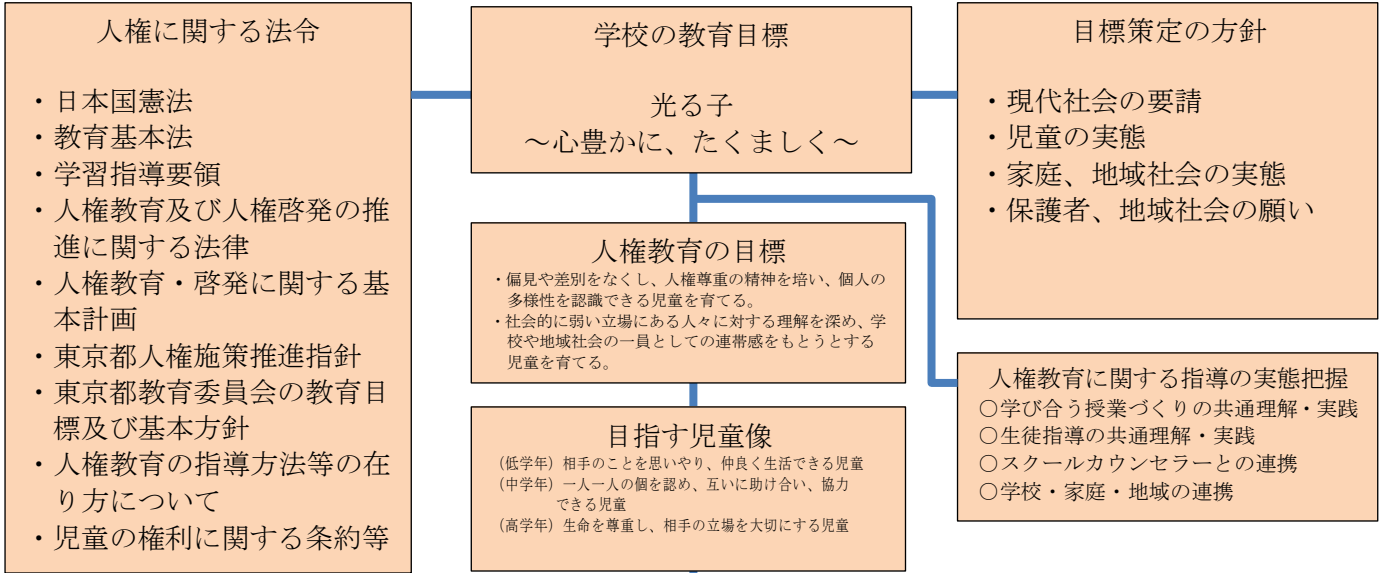 人権に関する法令
・日本国憲法
・教育基本法
・学習指導要領
・人権教育及び人権啓発の推
進に関する法律
・人権教育・啓発に関する基
本計画
・東京都人権施策推進指針
・東京都教育委員会の教育目
標及び基本方針
・人権教育の指導方法等の在
り方について
・児童の権利に関する条約等
学校の教育目標
光る子
～心豊かに、たくましく～
目標策定の方針
・現代社会の要請
・児童の実態
・家庭、地域社会の実態
・保護者、地域社会の願い
人権教育の目標
・偏見や差別をなくし、人権尊重の精神を培い、個人の
多様性を認識できる児童を育てる。
・社会的に弱い立場にある人々に対する理解を深め、学
校や地域社会の一員としての連帯感をもとうとする
児童を育てる。
人権教育に関する指導の実態把握
○学び合う授業づくりの共通理解・実践
○生徒指導の共通理解・実践
○スクールカウンセラーとの連携
○学校・家庭・地域の連携
目指す児童像
（低学年）相手のことを思いやり、仲良く生活できる児童
（中学年）一人一人の個を認め、互いに助け合い、協力
できる児童
（高学年）生命を尊重し、相手の立場を大切にする児童